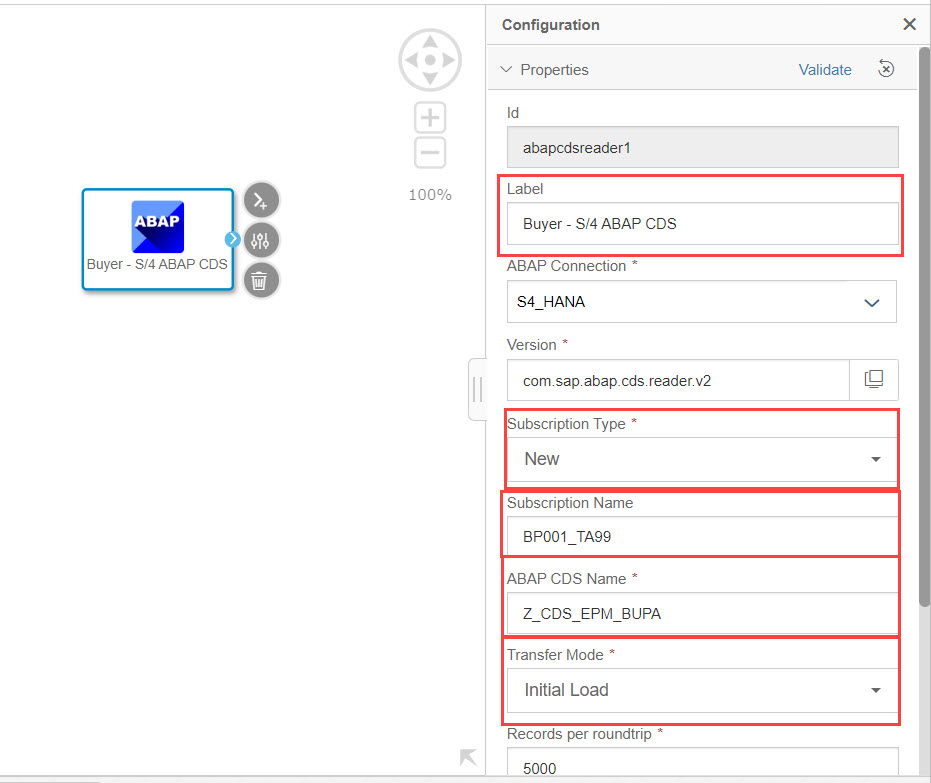 Configuration
Properties
Validate
Id
abapcdsreader1
Label
Buyer - S/4 ABAP CDS
ABAP Connection *
S4_HANA
Version *
com.sap.abap.cds.reader.v2
Subscription Type *
New
Subscription Name
BP001_TA99
ABAP CDS Name *
Z_CDS_EPM_BUPA
Transfer Mode *
Initial Load
Records per roundtrip *
5000
100%
ABAP
Buyer - S/4 ABAP CDS